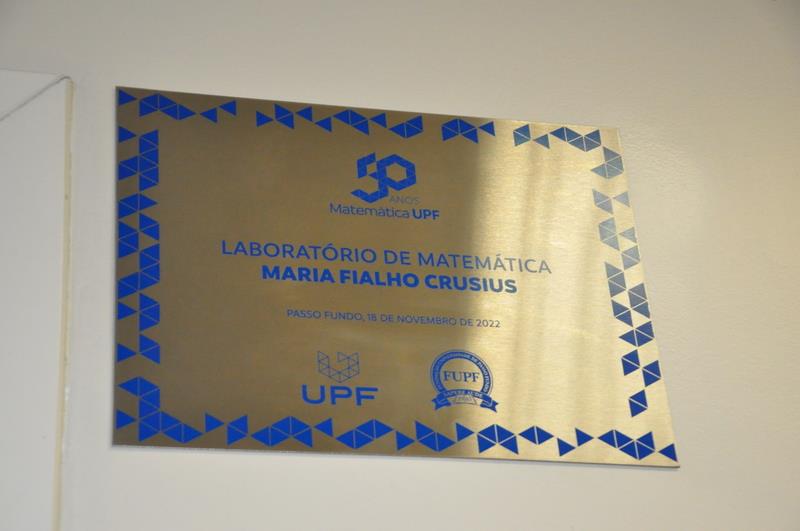 50
ANOS
Matemática UPF
LABORATÓRIO DE MATEMÁTICA
MARIA FIALHO CRUSIUS
PASSO FUNDO, 18 DE NOVEMBRO DE 2022
UPF
FUPF